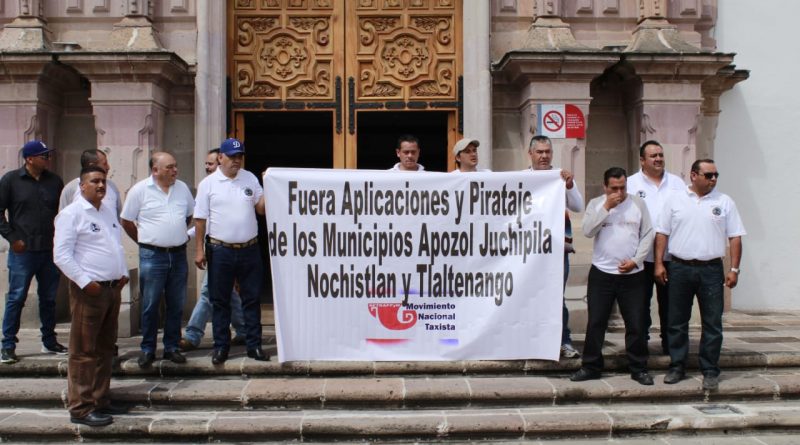 Fuera Aplicaciones y Pirataje
de los Municipios Apozol Juchipila
Nochistlan y Tlaltenango
Movimiento
Nacional
Taxista